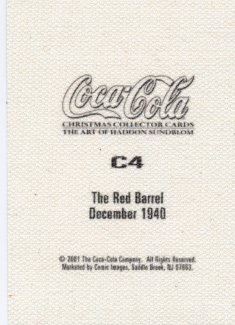 Coca-Cola
CHRISTMAS COLLECTOR CARDS
THE ART OF HADDON SUNDBLOM
C4
The Red Barrel
December 1940
© 2001 The Coca-Cola Company. All Rights Reserved.
Marketed by Comic Images, Saddle Brook, NJ 07663.